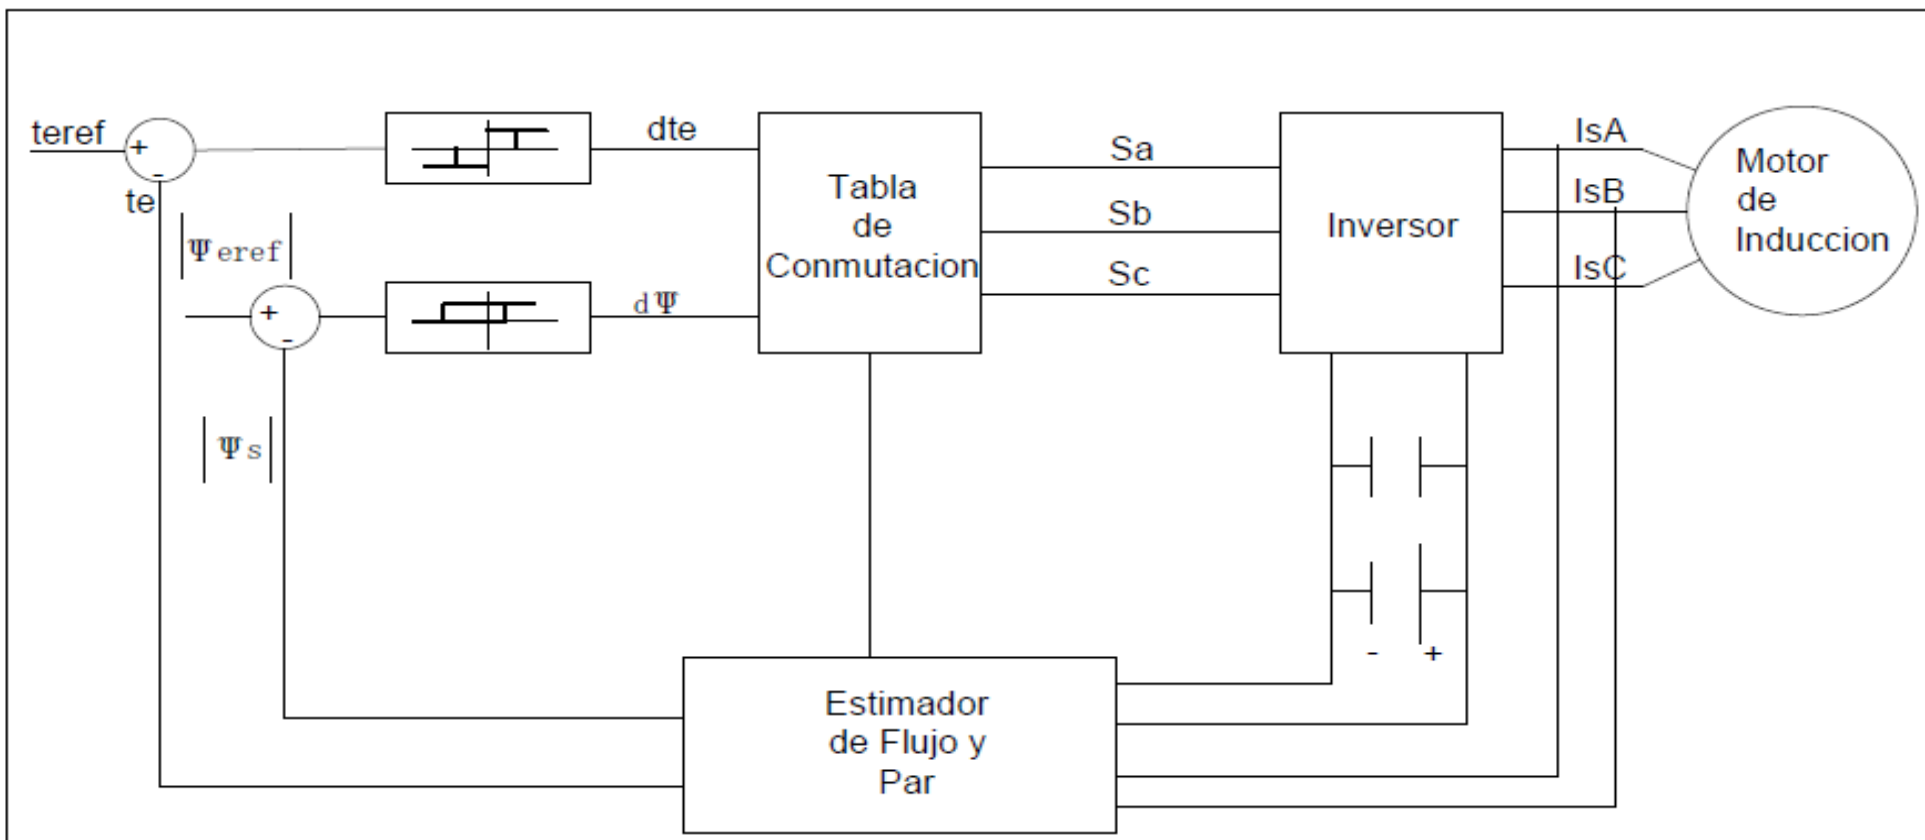 teref
+
-
te
|Ψeref|
+
-
|Ψs|
dte
dΨ
Tabla
de
Conmutacion
Sa
Sb
Sc
Inversor
IsA
IsB
IsC
Motor
de
Induccion
- +
Estimador
de Flujo y
Par